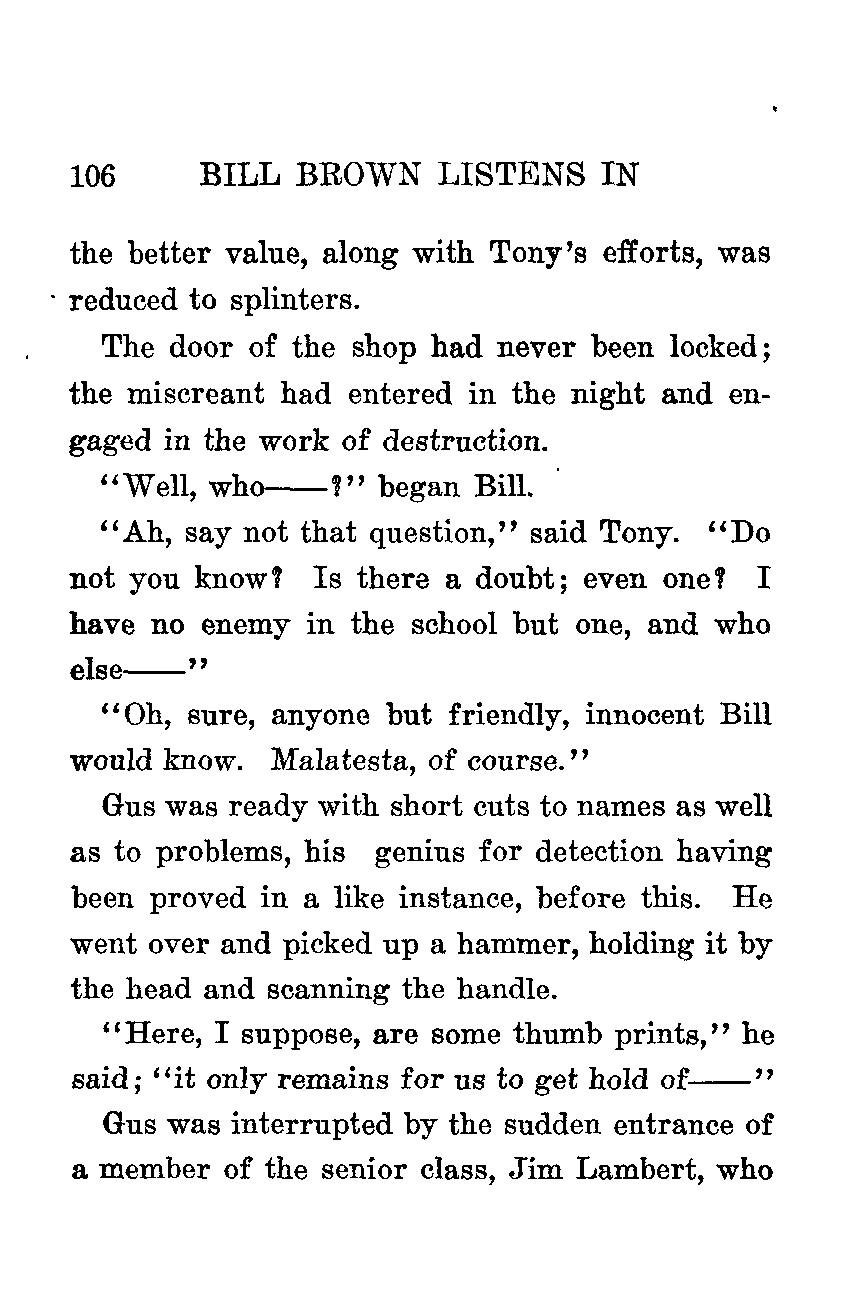 106 BILL BROWN LISTENS IN
the better value, along with Tony's efforts, was
reduced to splinters.
The door of the shop had never been locked;
the miscreant had entered in the night and en-
gaged in the work of destruction.
"Well, who——?" began Bill.
"Ah, say not that question," said Tony. "Do
not you know? Is there a doubt; even one? I
have no enemy in the school but one, and who
else——"
"Oh, sure, anyone but friendly, innocent Bill
would know. Malatesta, of course."
Gus was ready with short cuts to names as well
as to problems, his genius for detection having
been proved in a like instance, before this. He
went over and picked up a hammer, holding it by
the head and scanning the handle.
"Here, I suppose, are some thumb prints," he
said; "it only remains for us to get hold of——"
Gus was interrupted by the sudden entrance of
a member of the senior class, Jim Lambert, who